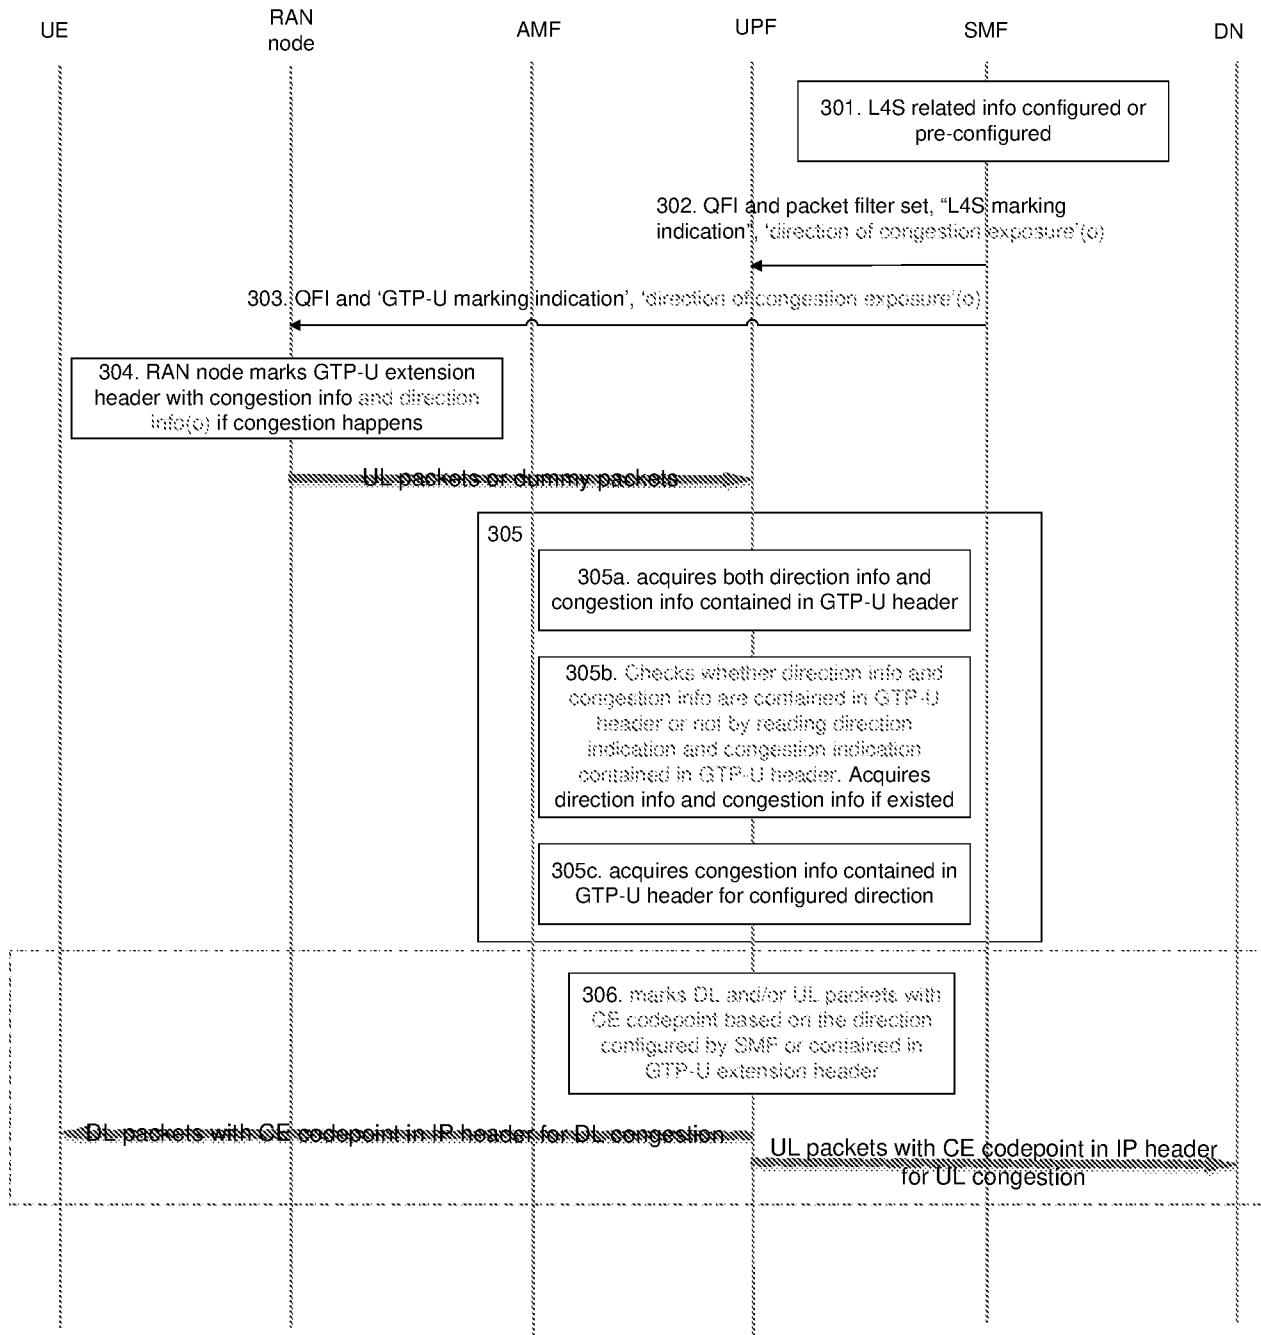 UE
RAN
node
AMF
UPF
SMF
DN
301. L4S related info configured or
pre-configured
302. QFI and packet filter set, “L4S marking
indication”, ‘direction of congestion exposure’(o)
303. QFI and ‘GTP-U marking indication’, ‘direction of congestion exposure’(o)
304. RAN node marks GTP-U extension
header with congestion info and direction
info(o) if congestion happens
UL packets or dummy packets
305
305a. acquires both direction info and
congestion info contained in GTP-U header
305b. Checks whether direction info and
congestion info are contained in GTP-U
header or not by reading direction
indication and congestion indication
contained in GTP-U header. Acquires
direction info and congestion info if existed
305c. acquires congestion info contained in
GTP-U header for configured direction
306. marks DL and/or UL packets with
CE codepoint based on the direction
configured by SMF or contained in
GTP-U extension header
DL packets with CE codepoint in IP header for DL congestion
UL packets with CE codepoint in IP header
for UL congestion